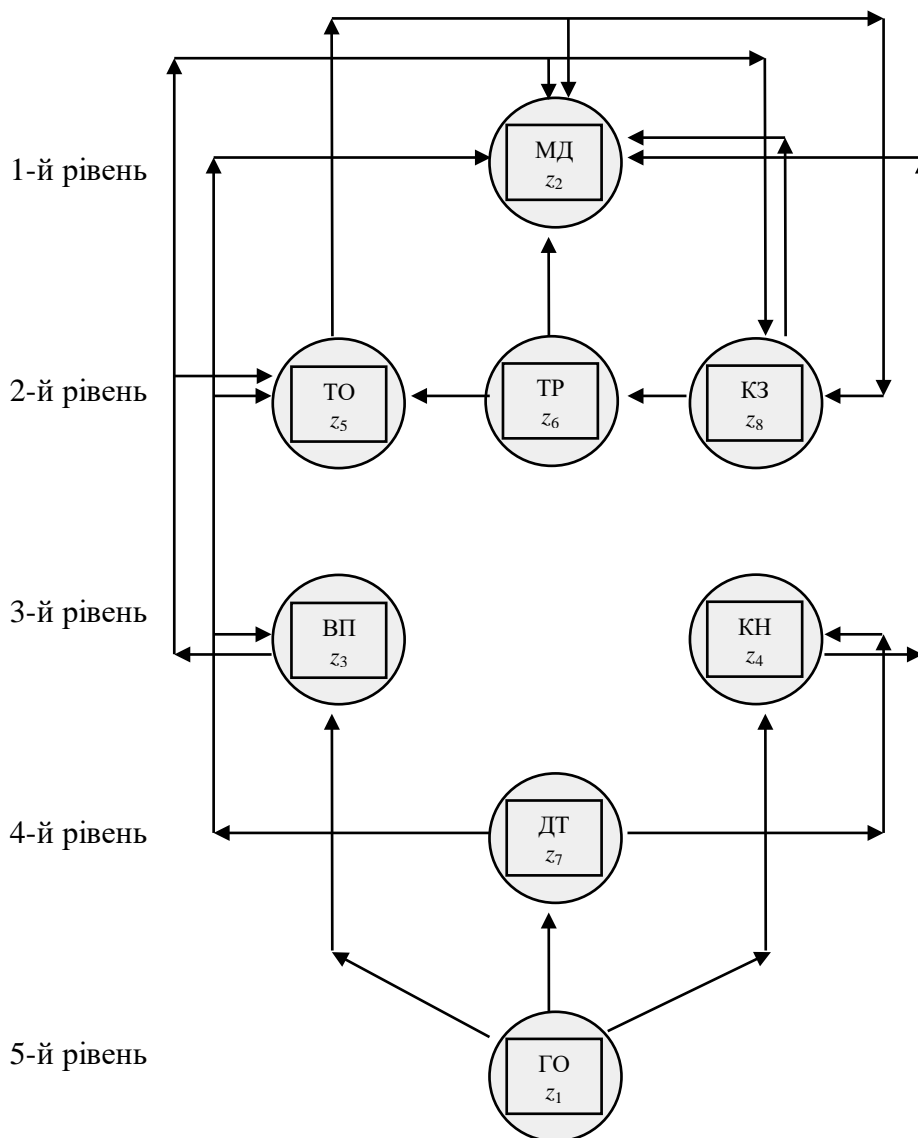 1-й рівень
МД
z2
2-й рівень
ТО
z5
ТР
z6
КЗ
z8
3-й рівень
ВП
z3
КН
z4
4-й рівень
ДТ
z7
5-й рівень
ГО
z1